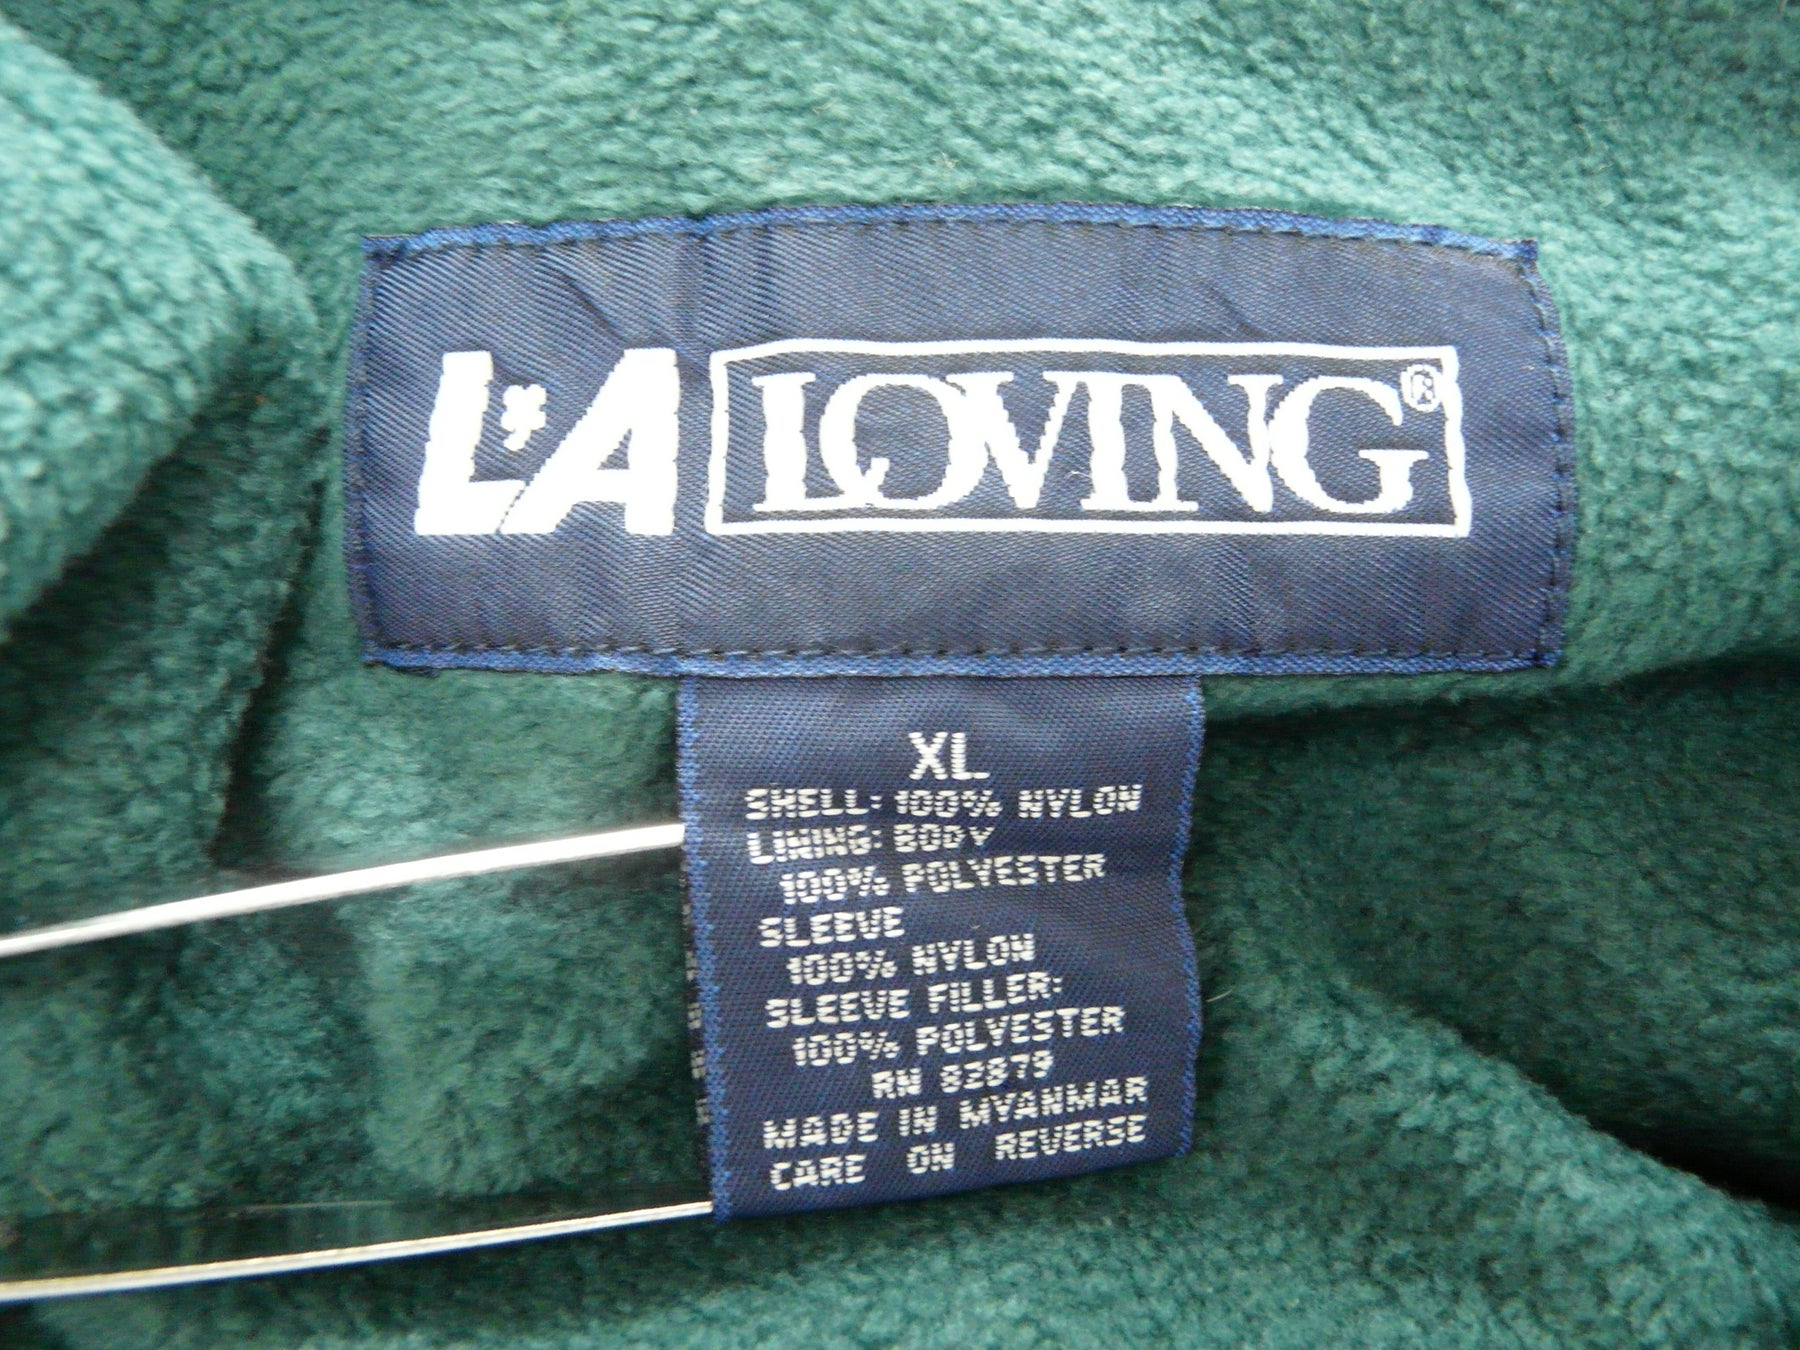 L'A LOVING®
XL
SHELL: 100% NYLON
LINING: BODY
100% POLYESTER
SLEEVE
100% NYLON
SLEEVE FILLER:
100% POLYESTER
RN 82879
MADE IN MYANMAR
CARE ON REVERSE